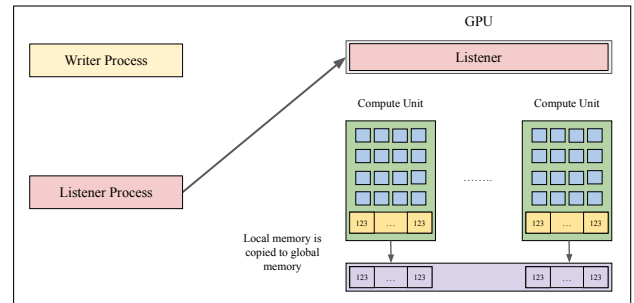 GPU
Writer Process
Listener
Compute Unit
Compute Unit
Listener Process
........
123 ... 123
123 ... 123
Local memory is
copied to global
memory
123 ... 123
123 ... 123